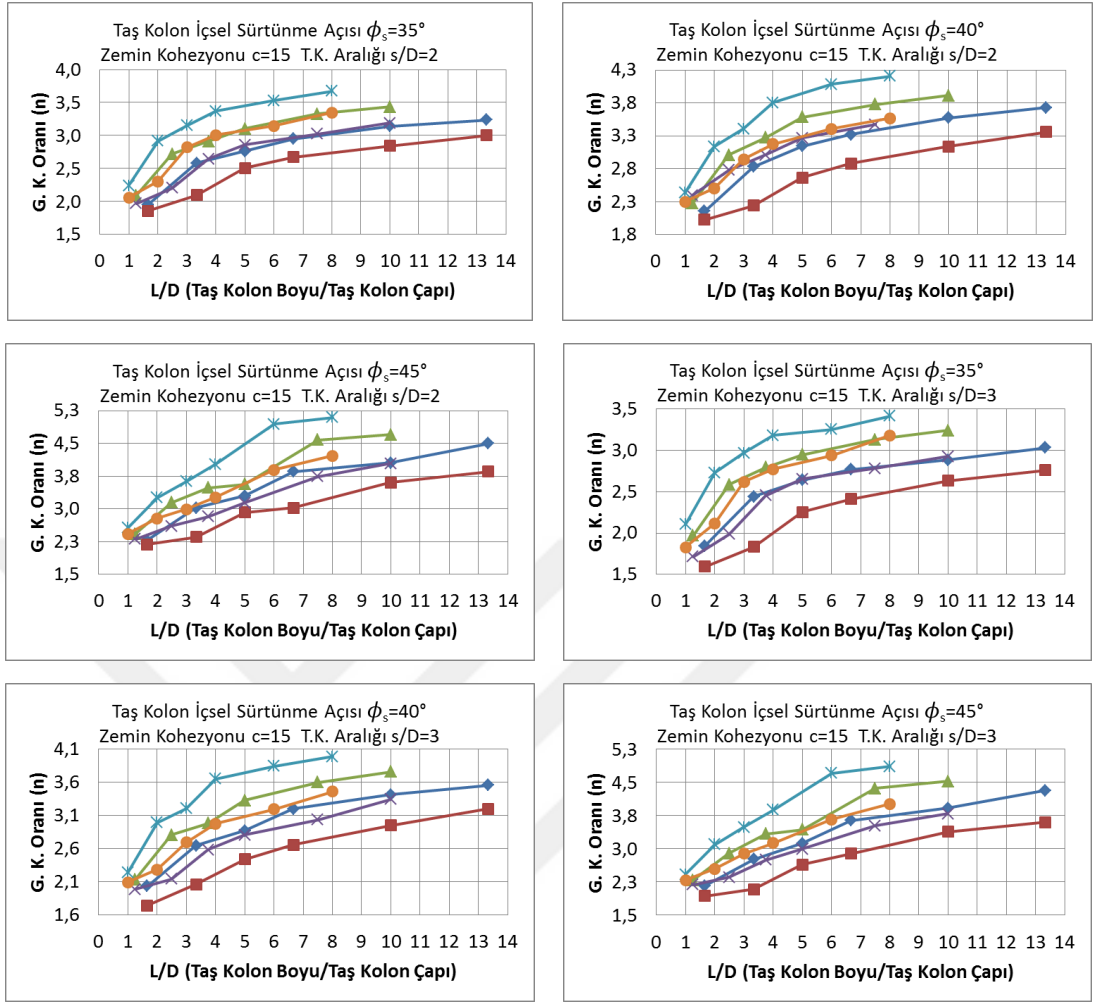 Taş Kolon İçsel Sürtünme Açısı ϕs=35°
Zemin Kohezyonu c=15 T.K. Aralığı s/D=2
4,0
3,5
3,0
2,5
2,0
1,5
G. K. Oranı (n)
0 1 2 3 4 5 6 7 8 9 10 11 12 13 14
L/D (Taş Kolon Boyu/Taş Kolon Çapı)
Taş Kolon İçsel Sürtünme Açısı ϕs=40°
Zemin Kohezyonu c=15 T.K. Aralığı s/D=2
4,3
3,8
3,3
2,8
2,3
1,8
G. K. Oranı (n)
0 1 2 3 4 5 6 7 8 9 10 11 12 13 14
L/D (Taş Kolon Boyu/Taş Kolon Çapı)
Taş Kolon İçsel Sürtünme Açısı ϕs=45°
Zemin Kohezyonu c=15 T.K. Aralığı s/D=2
5,3
4,5
3,8
3,0
2,3
1,5
G. K. Oranı (n)
0 1 2 3 4 5 6 7 8 9 10 11 12 13 14
L/D (Taş Kolon Boyu/Taş Kolon Çapı)
Taş Kolon İçsel Sürtünme Açısı ϕs=35°
Zemin Kohezyonu c=15 T.K. Aralığı s/D=3
3,5
3,0
2,5
2,0
1,5
G. K. Oranı (n)
0 1 2 3 4 5 6 7 8 9 10 11 12 13 14
L/D (Taş Kolon Boyu/Taş Kolon Çapı)
Taş Kolon İçsel Sürtünme Açısı ϕs=40°
Zemin Kohezyonu c=15 T.K. Aralığı s/D=3
4,1
3,6
3,1
2,6
2,1
1,6
G. K. Oranı (n)
0 1 2 3 4 5 6 7 8 9 10 11 12 13 14
L/D (Taş Kolon Boyu/Taş Kolon Çapı)
Taş Kolon İçsel Sürtünme Açısı ϕs=45°
Zemin Kohezyonu c=15 T.K. Aralığı s/D=3
5,3
4,5
3,8
3,0
2,3
1,5
G. K. Oranı (n)
0 1 2 3 4 5 6 7 8 9 10 11 12 13 14
L/D (Taş Kolon Boyu/Taş Kolon Çapı)